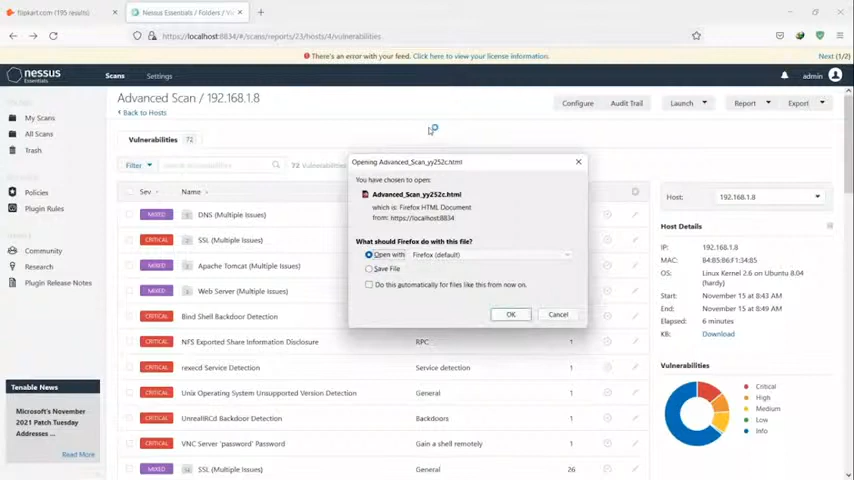 flipkart.com (195 results)
Nessus Essentials / Folders / Vi
https://localhost:8834/#/scans/reports/23/hosts/4/vulnerabilities
There's an error with your feed. Click here to view your license information.
Next (1/2)
nessus
Essentials
Scans
Settings
admin
My Scans
All Scans
Trash
Policies
Plugin Rules
Community
Research
Plugin Release Notes
Tenable News
Microsoft's November
2021 Patch Tuesday
Addresses ...
Read More
Advanced Scan / 192.168.1.8
< Back to Hosts
Configure
Audit Trail
Launch
Report
Export
Vulnerabilities 72
Filter
72 Vulnerabilities
Sev
Name
MIXED DNS (Multiple Issues)
CRITICAL SSL (Multiple Issues)
MIXED Apache Tomcat (Multiple Issues)
MIXED Web Server (Multiple Issues)
CRITICAL Bind Shell Backdoor Detection
CRITICAL NFS Exported Share Information Disclosure RPC 1
CRITICAL rexecd Service Detection Service detection 1
CRITICAL Unix Operating System Unsupported Version Detection General 1
CRITICAL UnrealIRCd Backdoor Detection Backdoors 1
CRITICAL VNC Server 'password' Password Gain a shell remotely 1
MIXED SSL (Multiple Issues) General 26
Opening Advanced_Scan_yy252c.html
You have chosen to open:
Advanced_Scan_yy252c.html
which is: Firefox HTML Document
from: https://localhost:8834
What should Firefox do with this file?
Open with Firefox (default)
Save File
Do this automatically for files like this from now on.
OK
Cancel
Host: 192.168.1.8
Host Details
IP: 192.168.1.8
MAC: 84:B5:86:F1:34:85
OS: Linux Kernel 2.6 on Ubuntu 8.04
(hardy)
Start: November 15 at 8:43 AM
End: November 15 at 8:49 AM
Elapsed: 6 minutes
KB: Download
Vulnerabilities
Critical
High
Medium
Low
Info